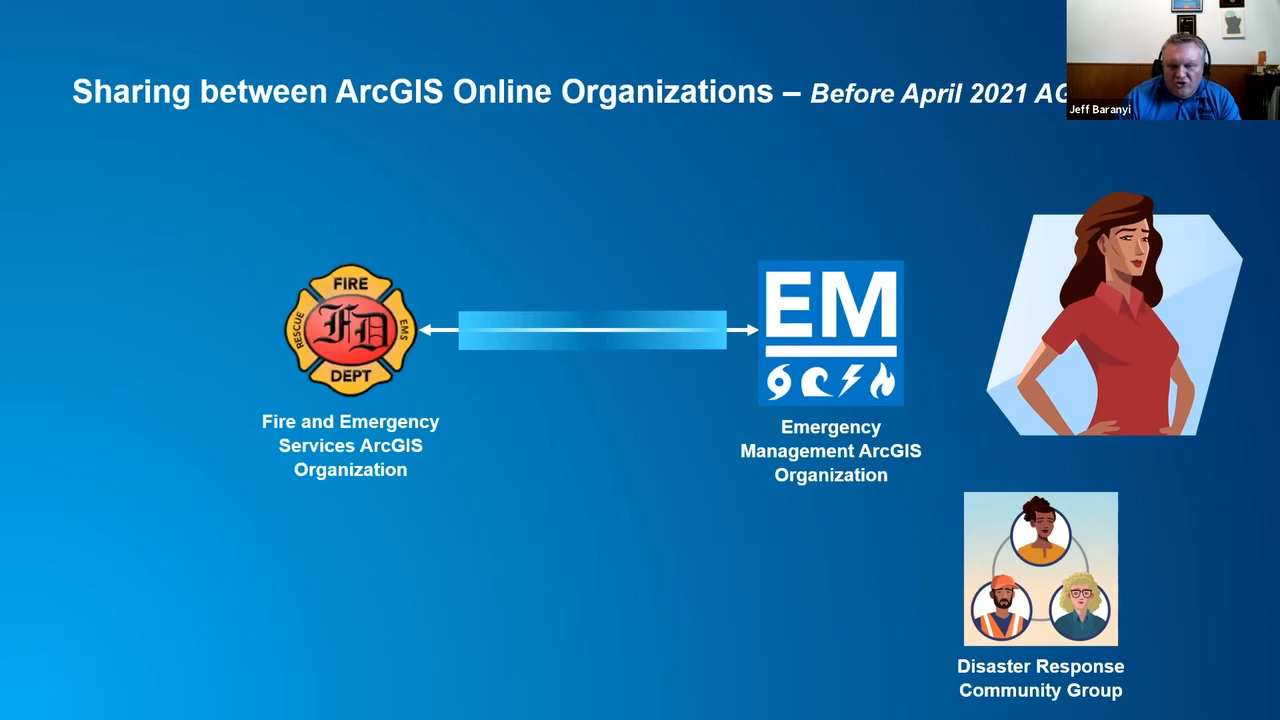 Sharing between ArcGIS Online Organizations – Before April 2021 AG
Jeff Baranyi
FIRE
RESCUE
FD
EMS
DEPT
EM
Fire and Emergency
Services ArcGIS
Organization
Emergency
Management ArcGIS
Organization
Disaster Response
Community Group